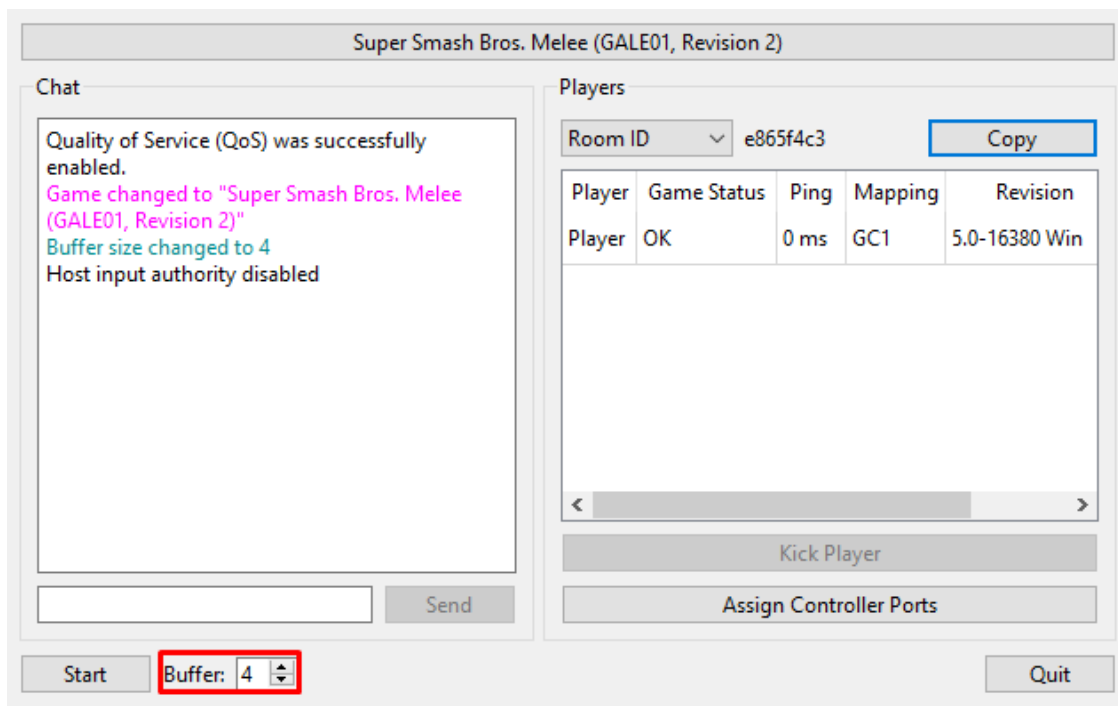 Super Smash Bros. Melee (GALE01, Revision 2)
Chat
Quality of Service (QoS) was successfully
enabled.
Game changed to "Super Smash Bros. Melee
(GALE01, Revision 2)"
Buffer size changed to 4
Host input authority disabled
Send
Players
Room ID e865f4c3 Copy
Player Game Status Ping Mapping Revision
Player OK 0 ms GC1 5.0-16380 Win
Kick Player
Assign Controller Ports
Start Buffer: 4 Quit